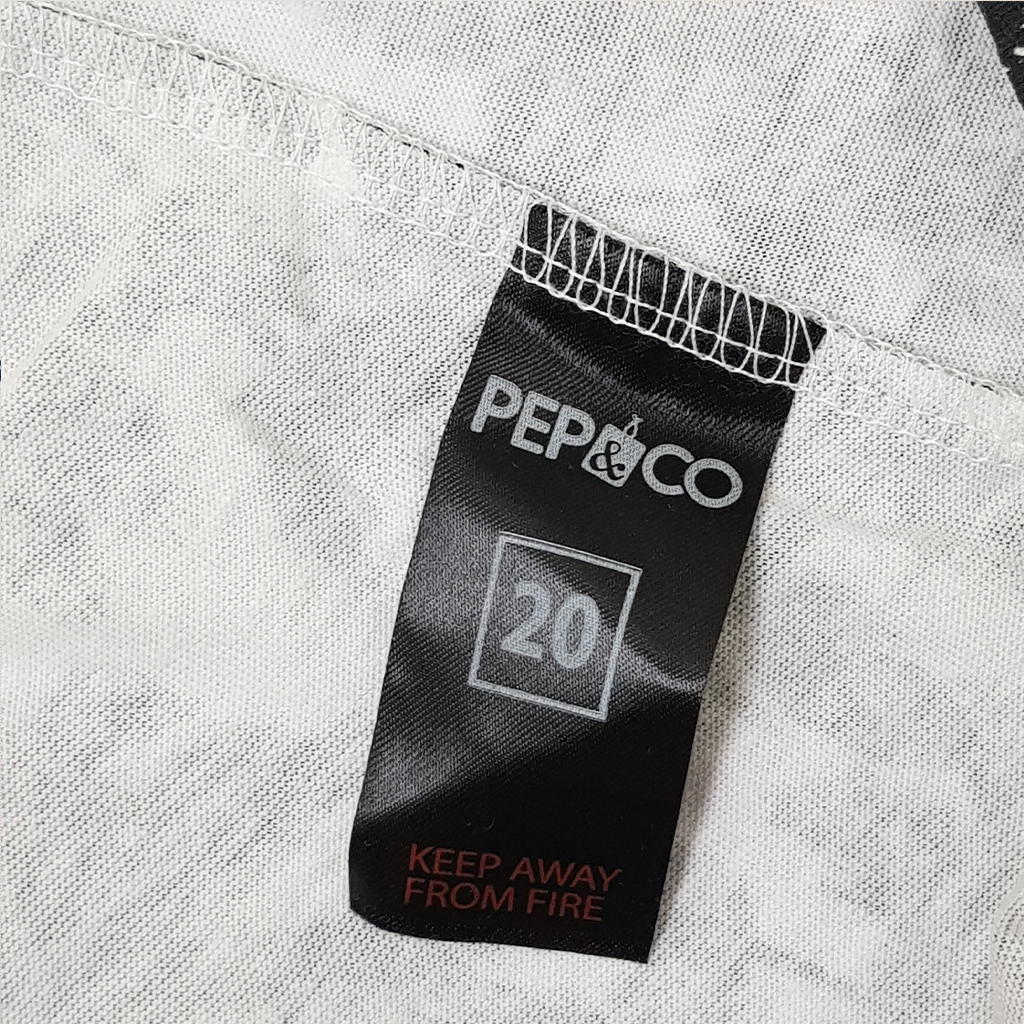 PEP&CO
20
KEEP AWAY
FROM FIRE